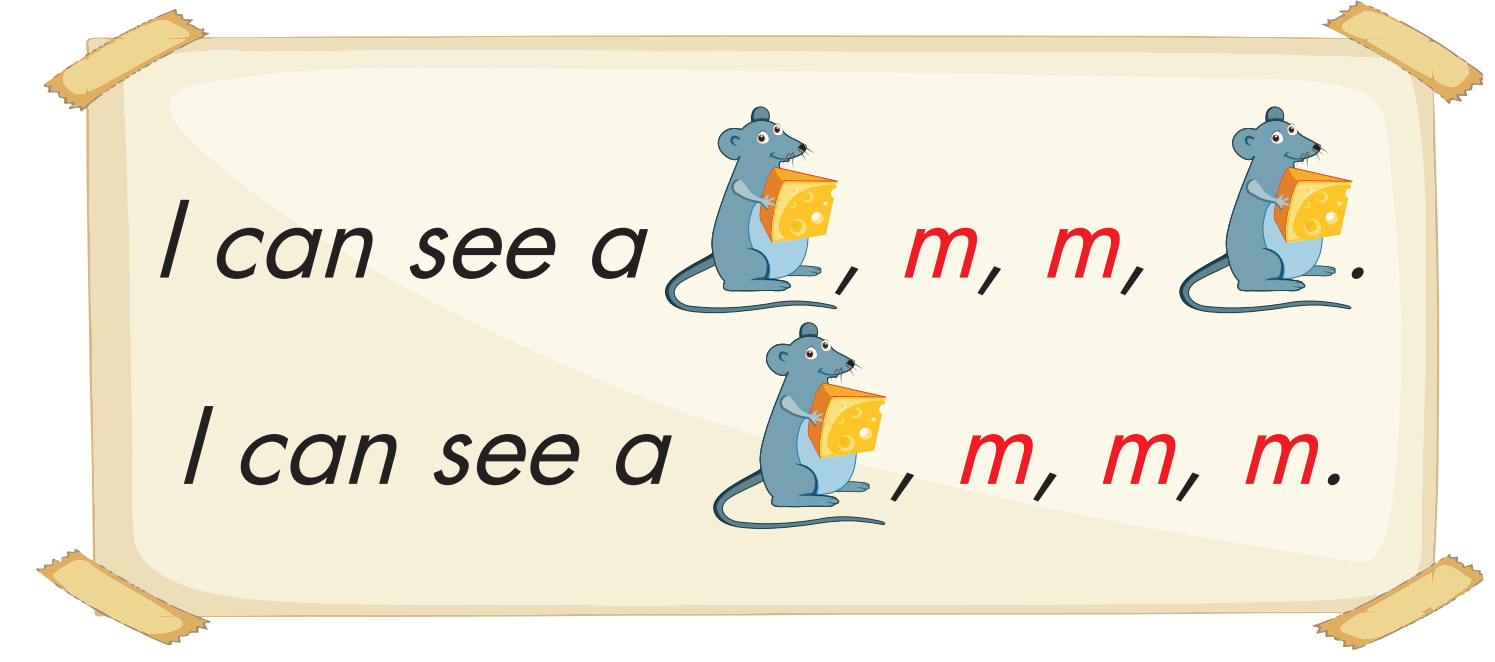 I can see a , m, m, .
I can see a , m, m, m.